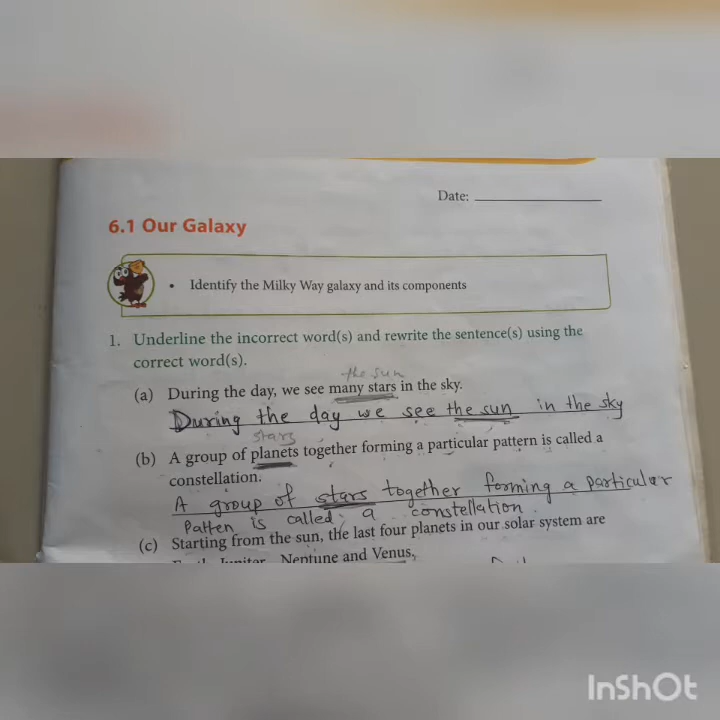 Date:
6.1 Our Galaxy
• Identify the Milky Way galaxy and its components
1. Underline the incorrect word(s) and rewrite the sentence(s) using the
correct word(s).
the sun
(a) During the day, we see many stars in the sky.
During the day we see the sun in the sky
stars
(b) A group of planets together forming a particular pattern is called a
constellation.
A group of stars together forming a particular
Patten is called a constellation
(c) Starting from the sun, the last four planets in our solar system are
Neptune and Venus,
InShOt